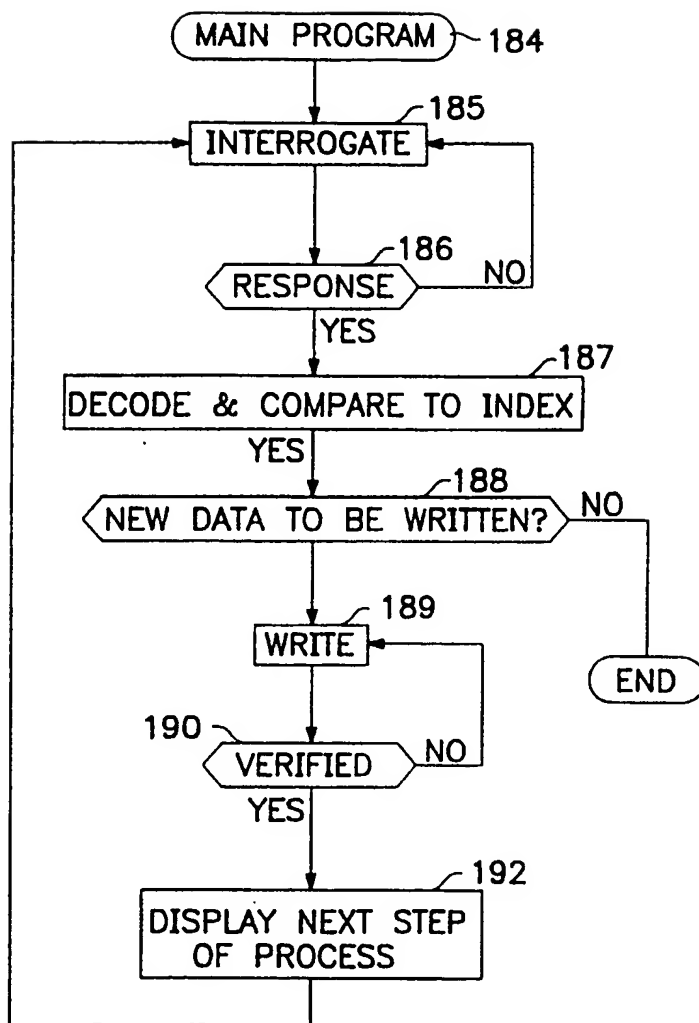 MAIN PROGRAM
184
185
INTERROGATE
186
RESPONSE
NO
YES
187
DECODE & COMPARE TO INDEX
YES
188
NEW DATA TO BE WRITTEN?
NO
189
WRITE
END
190
VERIFIED
NO
YES
192
DISPLAY NEXT STEP
OF PROCESS